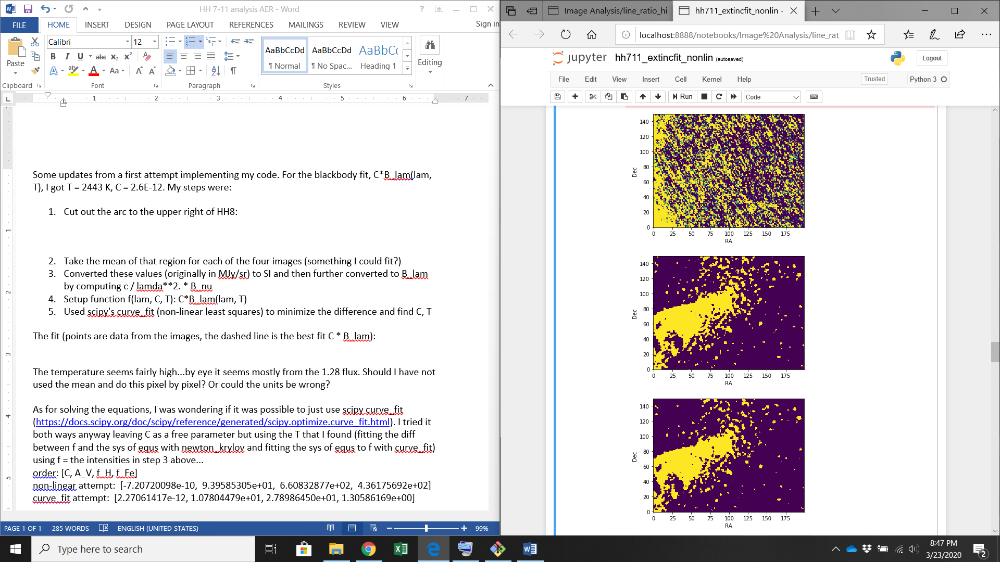 HH 7-11 analysis AER - Word
FILE HOME INSERT DESIGN PAGE LAYOUT REFERENCES MAILINGS REVIEW VIEW Sign in
Paste
Calibri 12
B I U abc x₂ x²
A ab A Aa A A
AaBbCcDd AaBbCcDd AaBbCc
¶ Normal ¶ No Spac... Heading 1
Editing
Clipboard Font Paragraph Styles
1 2 3 4 5 6 7
Some updates from a first attempt implementing my code. For the blackbody fit, C*B_lam(lam,
T), I got T = 2443 K, C = 2.6E-12. My steps were:
1. Cut out the arc to the upper right of HH8:
2. Take the mean of that region for each of the four images (something I could fit?)
3. Converted these values (originally in MJy/sr) to SI and then further converted to B_lam
by computing c / lamda**2. * B_nu
4. Setup function f(lam, C, T): C*B_lam(lam, T)
5. Used scipy's curve_fit (non-linear least squares) to minimize the difference and find C, T
The fit (points are data from the images, the dashed line is the best fit C * B_lam):
The temperature seems fairly high...by eye it seems mostly from the 1.28 flux. Should I have not
used the mean and do this pixel by pixel? Or could the units be wrong?
As for solving the equations, I was wondering if it was possible to just use scipy curve_fit
(https://docs.scipy.org/doc/scipy/reference/generated/scipy.optimize.curve_fit.html). I tried it
both ways anyway leaving C as a free parameter but using the T that I found (fitting the diff
between f and the sys of equs with newton_krylov and fitting the sys of equs to f with curve_fit)
using f = the intensities in step 3 above...
order: [C, A_V, f_H, f_Fe]
non-linear attempt: [-7.20720098e-10, 9.39585305e+01, 6.60832877e+02, 4.36175692e+02]
curve_fit attempt: [2.27061417e-12, 1.07804479e+01, 2.78986450e+01, 1.30586169e+00]
1
2
3
4
5
PAGE 1 OF 1 285 WORDS ENGLISH (UNITED STATES) 99%
Image Analysis/line_ratio_hi
hh711_extincfit_nonlin -
localhost:8888/notebooks/Image%20Analysis/line_rat
jupyter hh711_extincfit_nonlin (autosaved)
Logout
File Edit View Insert Cell Kernel Help
Trusted Python 3
Run Code
140
120
100
80
60
40
20
0
Dec
0 25 50 75 100 125 150 175
RA
140
120
100
80
60
40
20
0
Dec
0 25 50 75 100 125 150 175
RA
140
120
100
80
60
40
20
0
Dec
0 25 50 75 100 125 150 175
RA
Type here to search
8:47 PM
3/23/2020
2